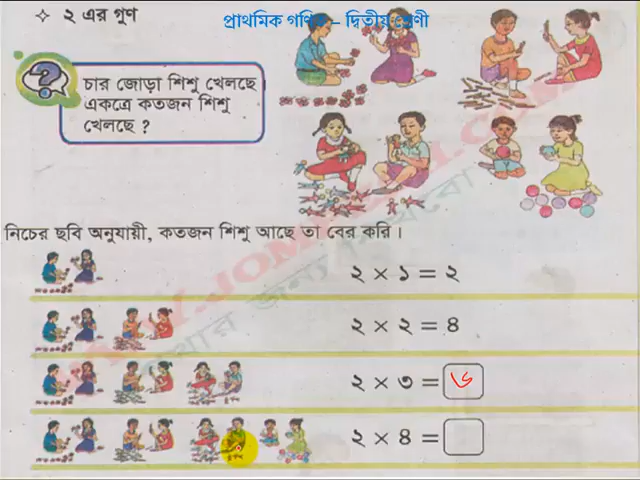 ✧ ২ এর গুণ
প্রাথমিক গণিত – দ্বিতীয় শ্রেণী
চার জোড়া শিশু খেলছে।
একত্রে কতজন শিশু
খেলছে ?
নিচের ছবি অনুযায়ী, কতজন শিশু আছে তা বের করি।
২ × ১ = ২
২ × ২ = ৪
২ × ৩ = ৬
২ × ৪ =